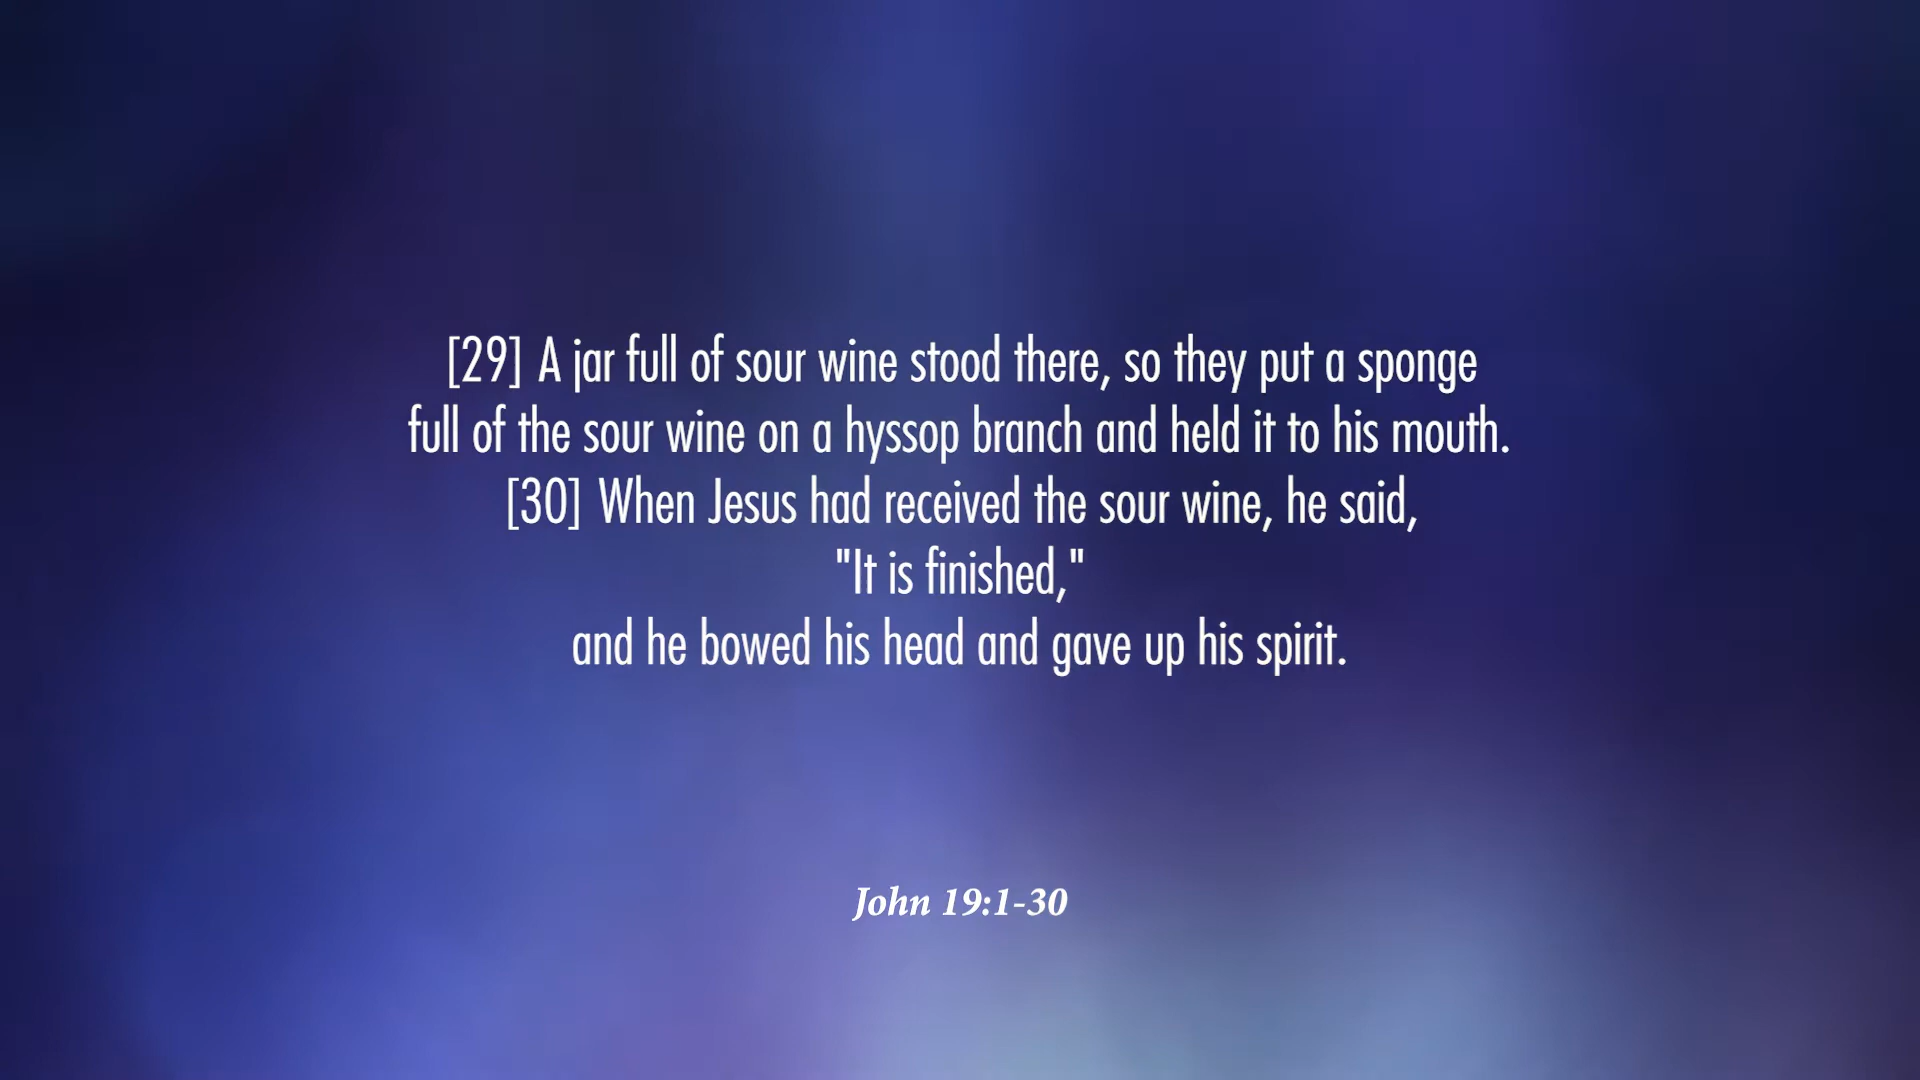 [29] A jar full of sour wine stood there, so they put a sponge
full of the sour wine on a hyssop branch and held it to his mouth.
[30] When Jesus had received the sour wine, he said,
"It is finished,"
and he bowed his head and gave up his spirit.
John 19:1-30